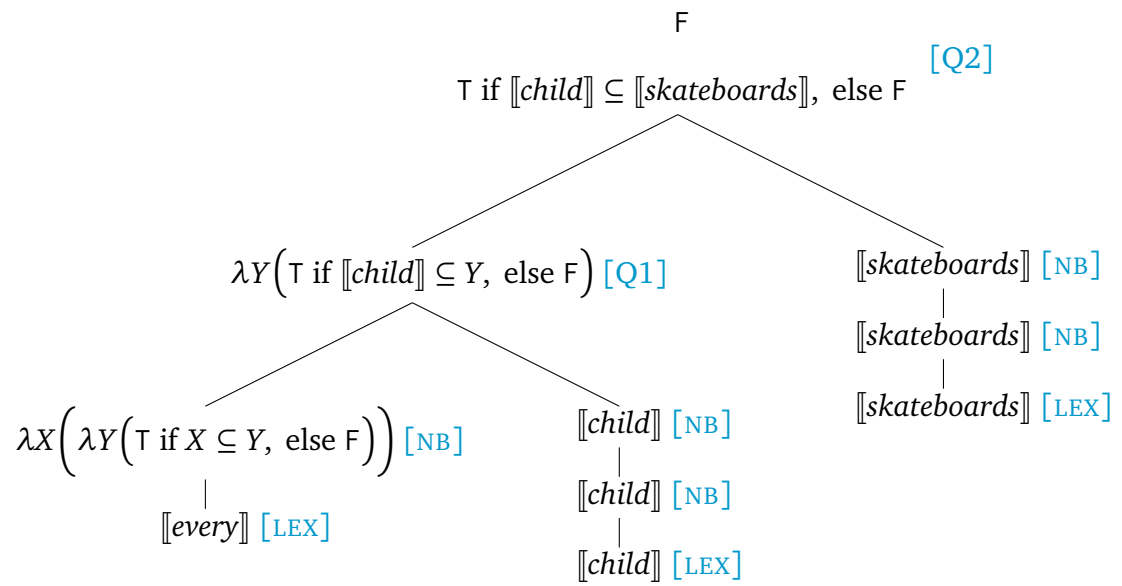 F
[Q2]
T if ⟦child⟧ ⊆ ⟦skateboards⟧, else F
λY(T if ⟦child⟧ ⊆ Y, else F) [Q1]
⟦skateboards⟧ [NB]
⟦skateboards⟧ [NB]
⟦skateboards⟧ [LEX]
λX(λY(T if X ⊆ Y, else F)) [NB]
⟦child⟧ [NB]
⟦child⟧ [NB]
⟦every⟧ [LEX]
⟦child⟧ [LEX]